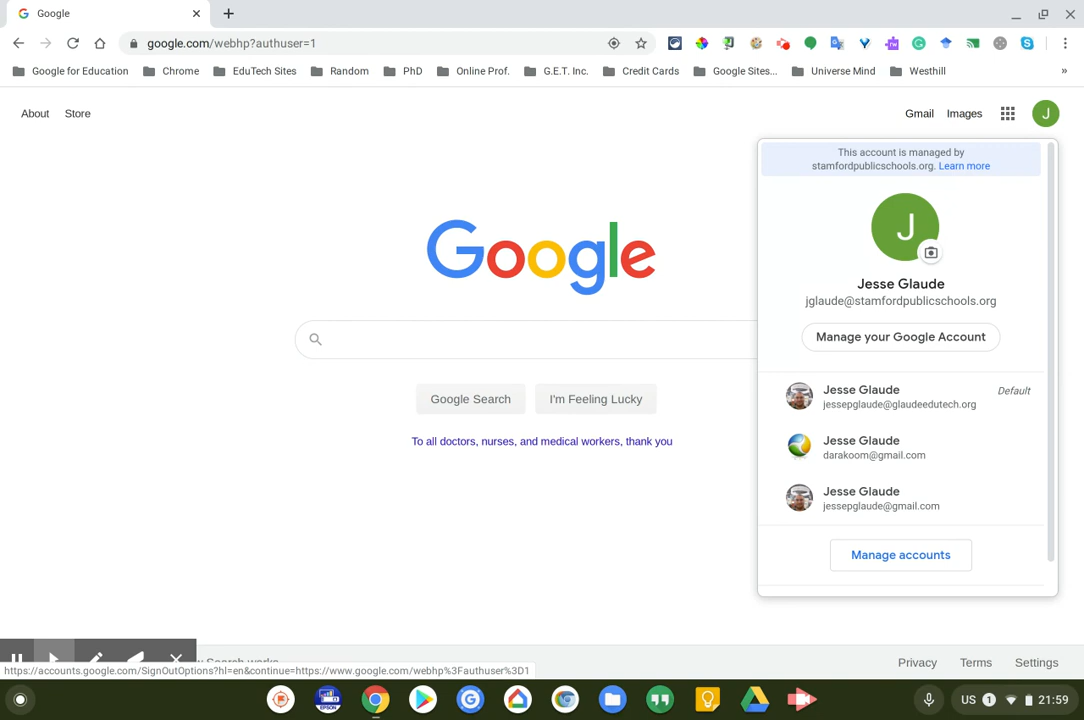 Google
google.com/webhp?authuser=1
Google for Education
Chrome
EduTech Sites
Random
PhD
Online Prof.
G.E.T. Inc.
Credit Cards
Google Sites...
Universe Mind
Westhill
»
About
Store
Gmail
Images
J
This account is managed by
stamfordpublicschools.org. Learn more
J
Jesse Glaude
jglaude@stamfordpublicschools.org
Manage your Google Account
Jesse Glaude
Default
jessepglaude@glaudeedutech.org
Jesse Glaude
darakoom@gmail.com
Jesse Glaude
jessepglaude@gmail.com
Manage accounts
Google
Google Search
I'm Feeling Lucky
To all doctors, nurses, and medical workers, thank you
Search works
Privacy
Terms
Settings
https://accounts.google.com/SignOutOptions?hl=en&continue=https://www.google.com/webhp%3Fauthuser%3D1
EPSON
US
1
21:59